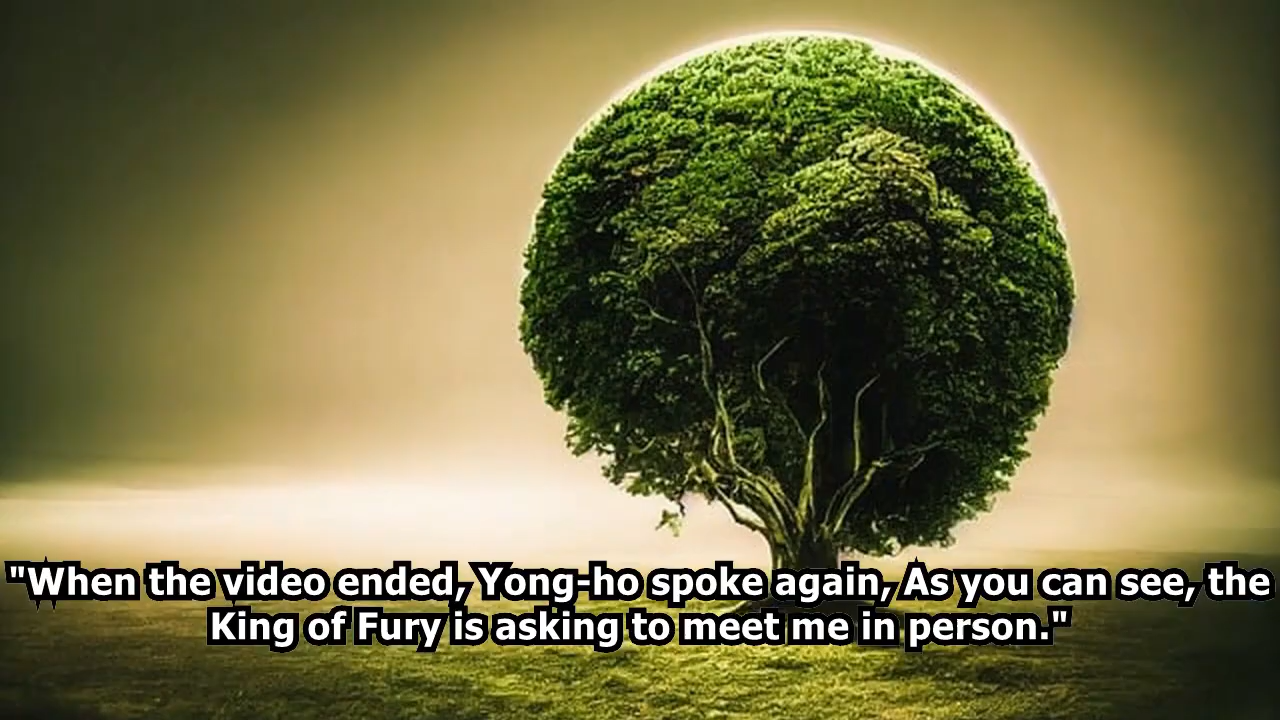 "When the video ended, Yong-ho spoke again, As you can see, the
King of Fury is asking to meet me in person."